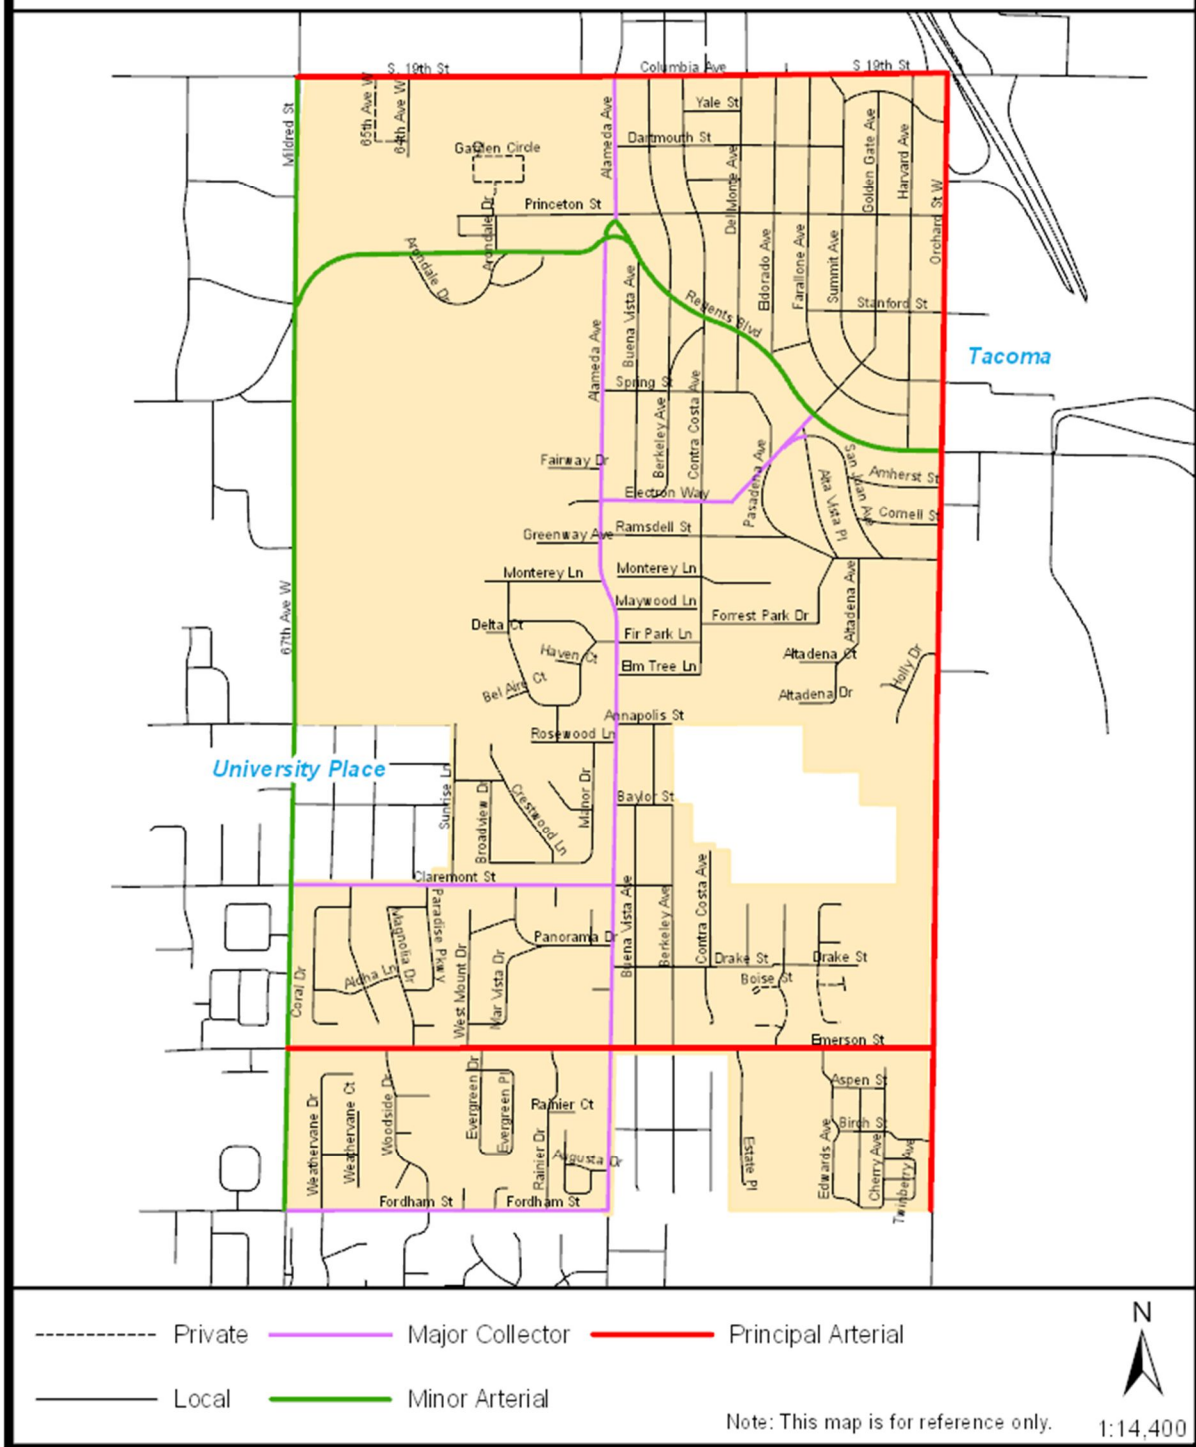 S. 19th St
Columbia Ave
S 19th St
Mildred St
65th Ave W
64th Ave W
Alameda Ave
Yale St
Dartmouth St
Garden Circle
Del Monte Ave
Golden Gate Ave
Harvard Ave
Princeton St
Arondale Dr
Arondale Dr
Orchard St W
Eldorado Ave
Farallone Ave
Summit Ave
Buena Vista Ave
Regents Blvd
Stanford St
Tacoma
Alameda Ave
Spring St
Berkeley Ave
Contra Costa Ave
Fairway Dr
Pasadena Ave
Alta Vista Pl
San Juan Ave
Amherst St
Electron Way
Cornell St
Greenway Ave
Ramsdell St
Monterey Ln
Monterey Ln
67th Ave W
Maywood Ln
Forrest Park Dr
Altadena Ave
Delta Ct
Fir Park Ln
Haven Ct
Altadena Ct
Elm Tree Ln
Holly Dr
Bel Aire Ct
Altadena Dr
Annapolis St
Rosewood Ln
University Place
Sunrise Ln
Broadview Dr
Crestwood Ln
Manor Dr
Baylor St
Claremont St
Paradise Pkwy
Magnolia Dr
Buena Vista Ave
Berkeley Ave
Contra Costa Ave
Panorama Dr
West Mount Dr
Mar Vista Dr
Drake St
Drake St
Coral Dr
Aloha Ln
Boise St
Emerson St
Weathervane Dr
Weathervane Ct
Woodside Dr
Evergreen Dr
Evergreen Pl
Aspen St
Rainier Ct
Birch St
Rainier Dr
Augusta Dr
Estate Pl
Edwards Ave
Cherry Ave
Twinberry Ave
Fordham St
Fordham St
Private
Major Collector
Principal Arterial
N
Local
Minor Arterial
Note: This map is for reference only.
1:14,400